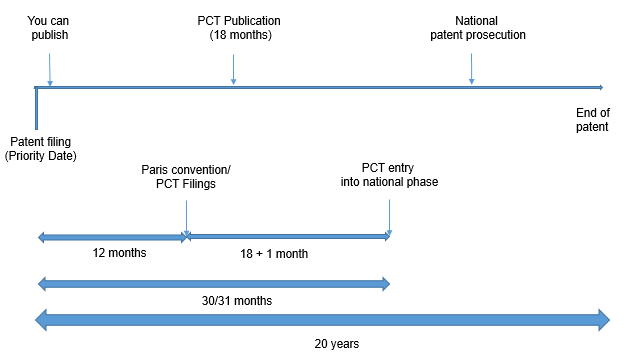 You can
publish
PCT Publication
(18 months)
National
patent prosecution
End of
patent
Patent filing
(Priority Date)
Paris convention/
PCT Filings
PCT entry
into national phase
12 months
18 + 1 month
30/31 months
20 years